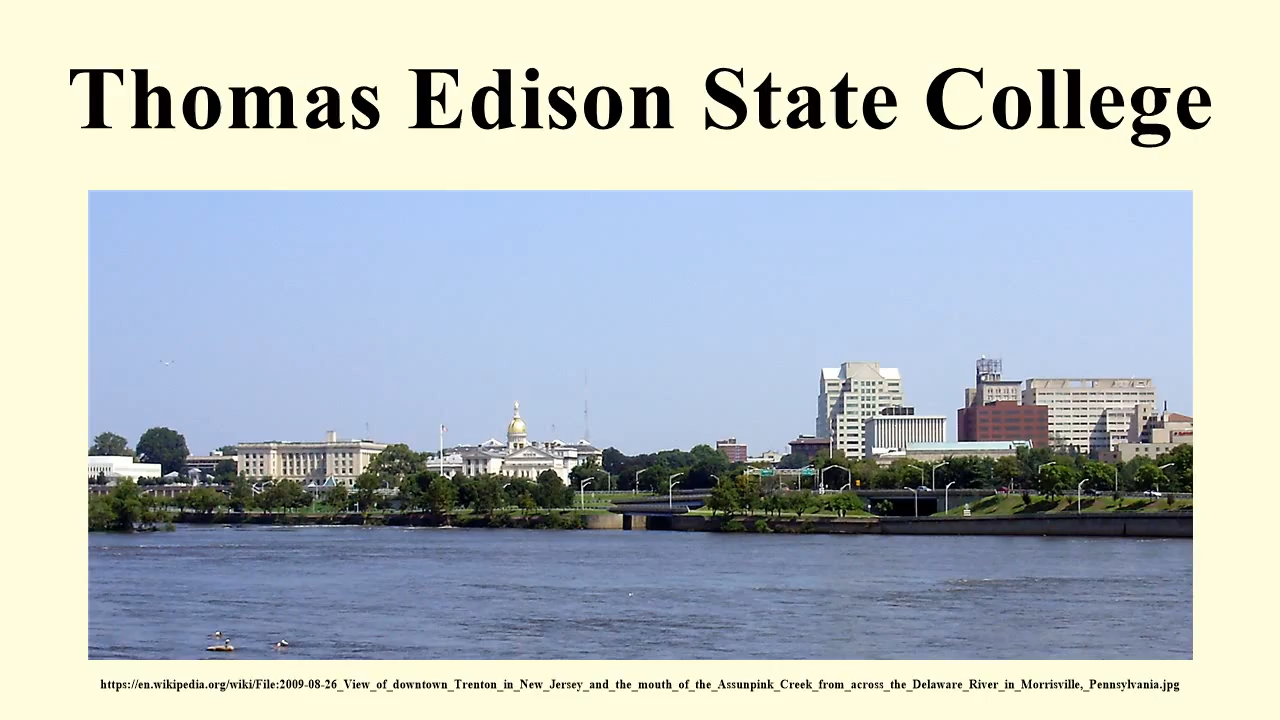 Thomas Edison State College
https://en.wikipedia.org/wiki/File:2009-08-26_View_of_downtown_Trenton_in_New_Jersey_and_the_mouth_of_the_Assunpink_Creek_from_across_the_Delaware_River_in_Morrisville,_Pennsylvania.jpg